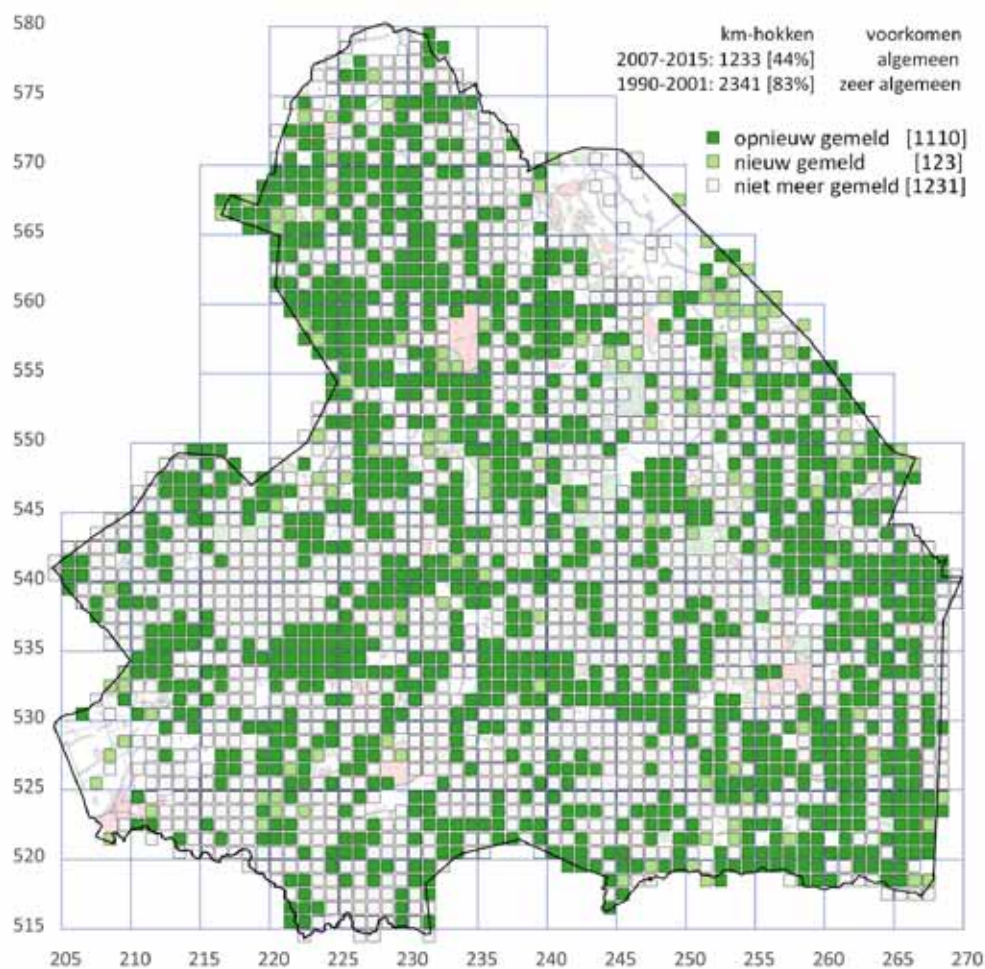 km-hokken voorkomen
2007-2015: 1233 [44%] algemeen
1990-2001: 2341 [83%] zeer algemeen
opnieuw gemeld [1110]
nieuw gemeld [123]
niet meer gemeld [1231]
580
575
570
565
560
555
550
545
540
535
530
525
520
515
205 210 215 220 225 230 235 240 245 250 255 260 265 270